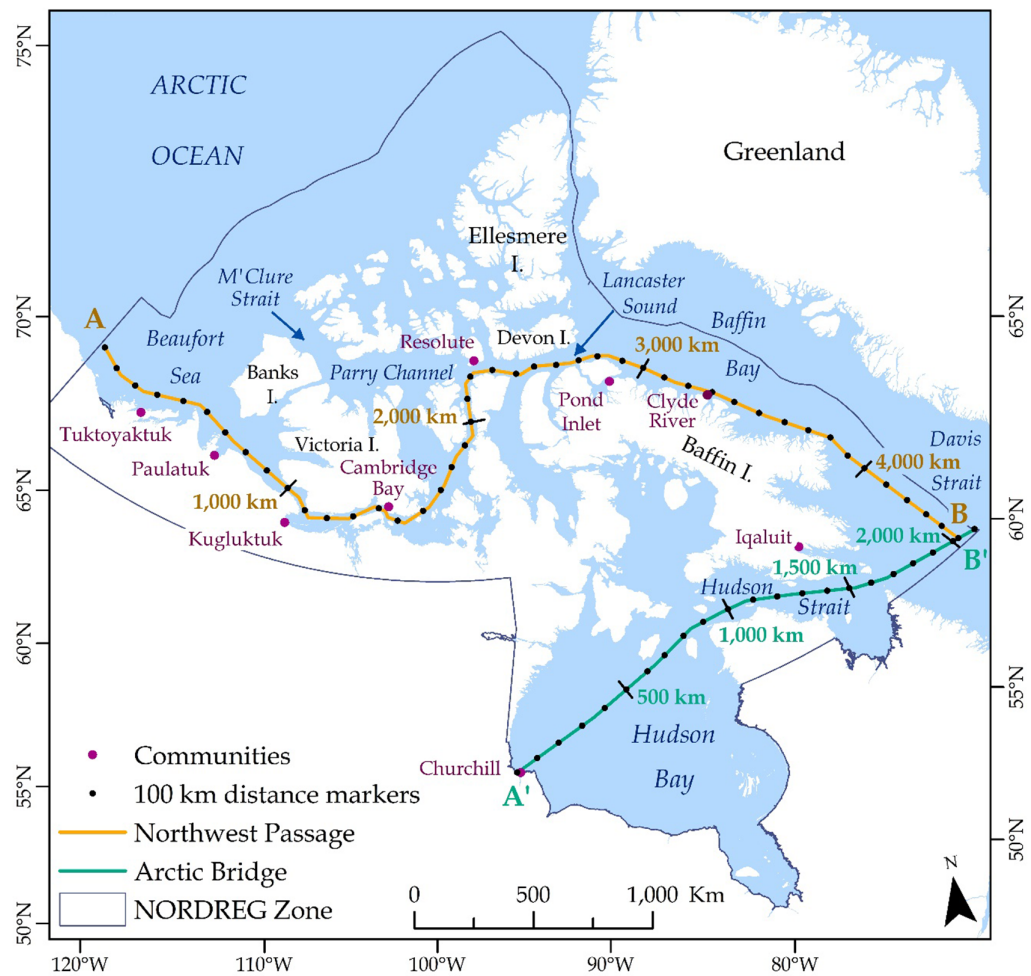 75°N
70°N
65°N
60°N
55°N
50°N
ARCTIC
OCEAN
Greenland
Ellesmere
I.
M'Clure
Strait
Lancaster
Sound
65°N
A
Beaufort
Sea
Resolute
Devon I.
Baffin
Bay
3,000 km
Banks
I.
Parry Channel
2,000 km
Pond
Inlet
Clyde
River
Tuktoyaktuk
Victoria I.
Baffin I.
Davis
Strait
Paulatuk
Cambridge
Bay
4,000 km
1,000 km
B
60°N
Kugluktuk
Iqaluit
2,000 km
B'
1,500 km
Hudson
Strait
1,000 km
55°N
500 km
Hudson
Bay
Churchill
A'
50°N
Communities
100 km distance markers
Northwest Passage
Arctic Bridge
NORDREG Zone
0 500 1,000 Km
N
120°W 110°W 100°W 90°W 80°W